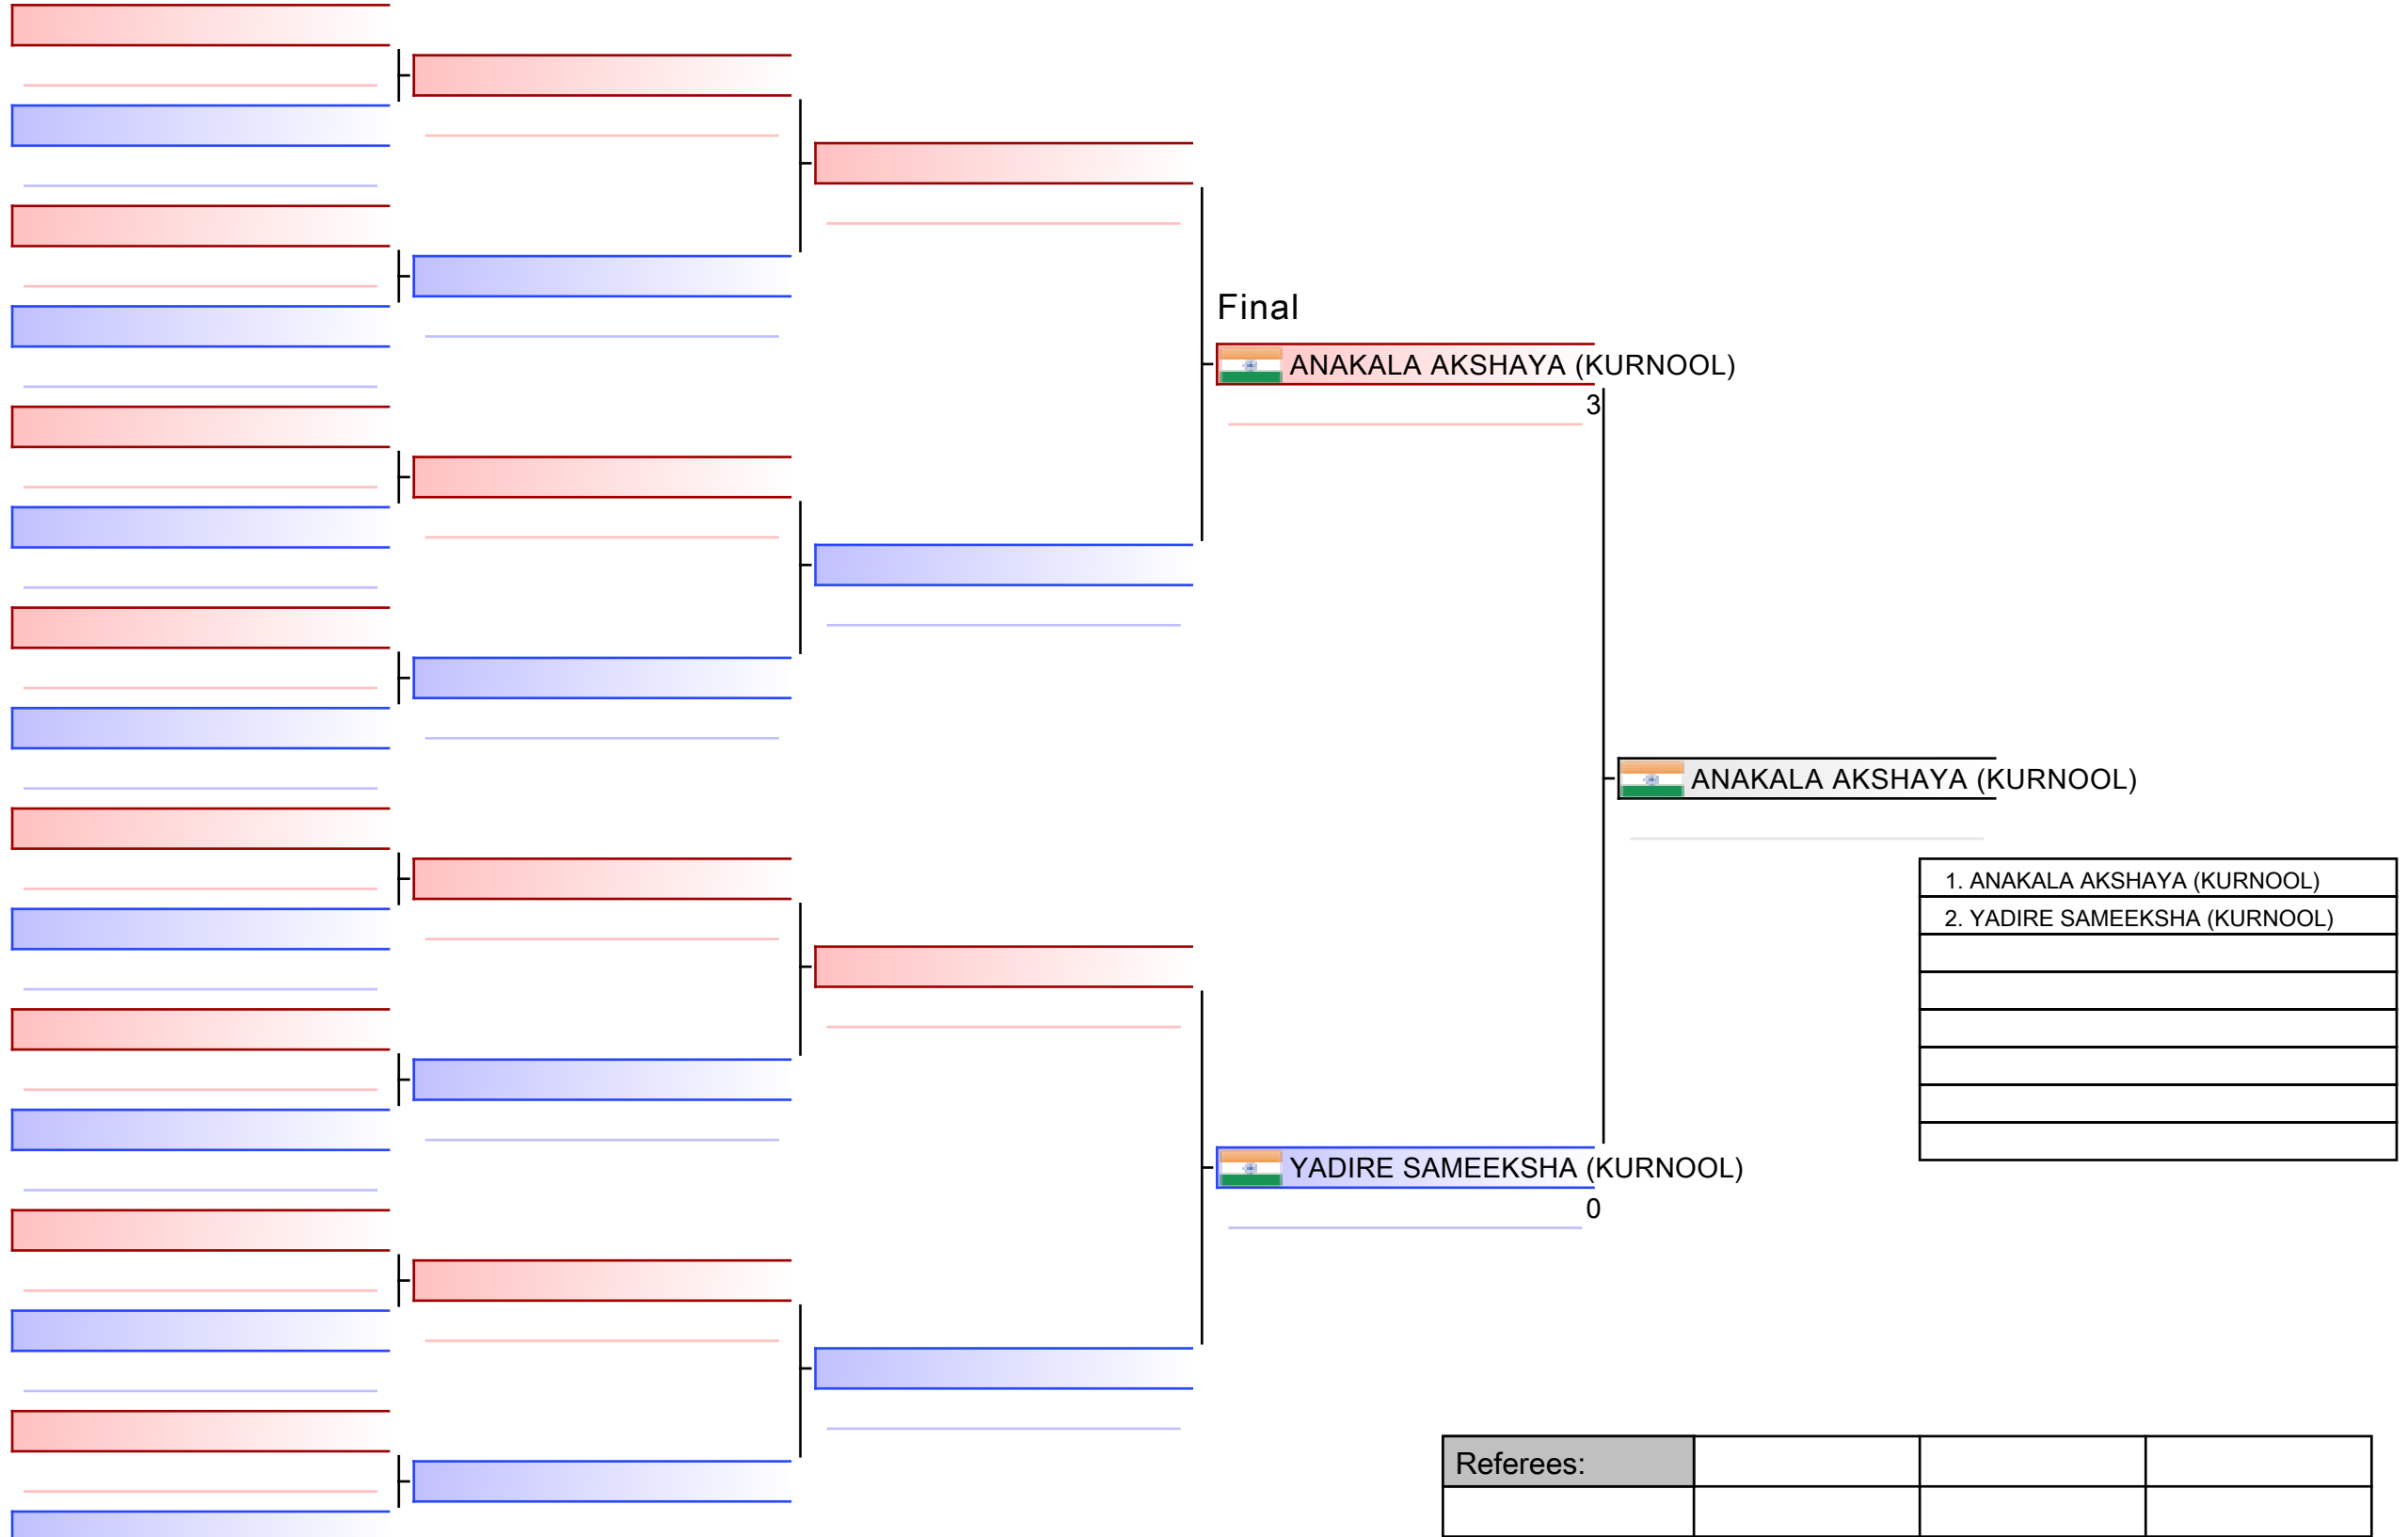 Final
ANAKALA AKSHAYA (KURNOOL)
3
ANAKALA AKSHAYA (KURNOOL)
1. ANAKALA AKSHAYA (KURNOOL)
2. YADIRE SAMEEKSHA (KURNOOL)
YADIRE SAMEEKSHA (KURNOOL)
0
Referees: